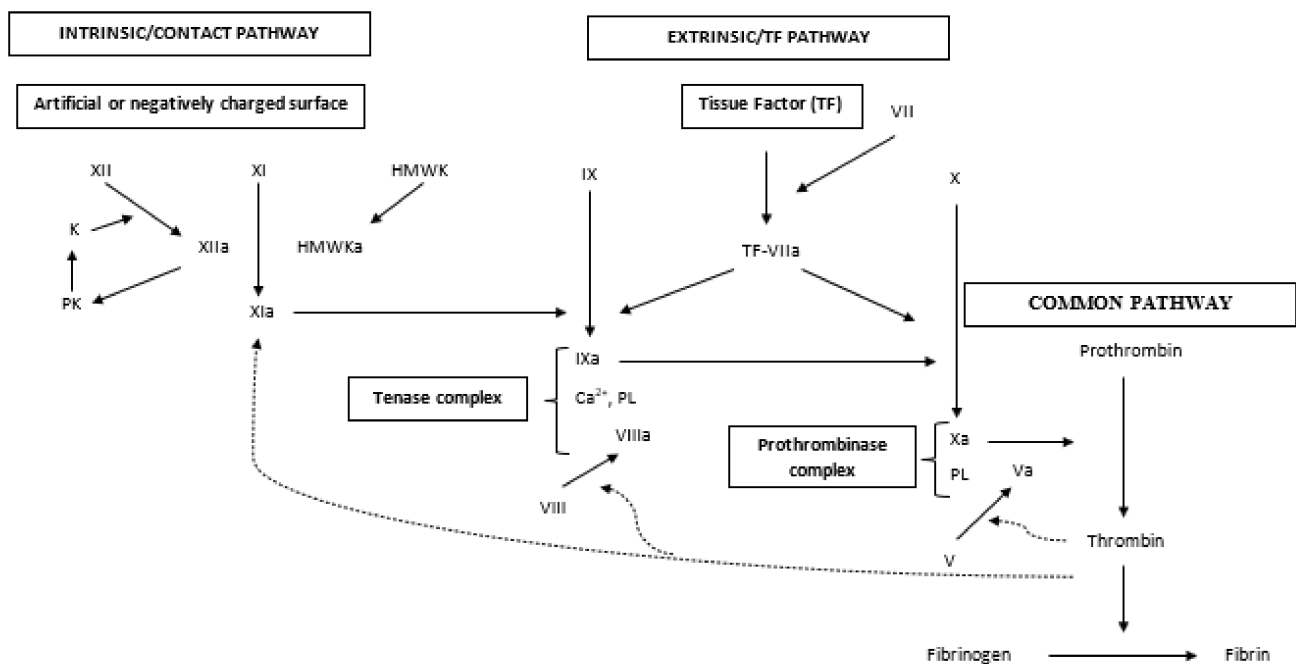 INTRINSIC/CONTACT PATHWAY
EXTRINSIC/TF PATHWAY
Artificial or negatively charged surface
Tissue Factor (TF)
VII
XII
XI
HMWK
IX
X
K
XIIa
HMWKa
TF-VIIa
PK
XIa
COMMON PATHWAY
Prothrombin
IXa
Tenase complex
Ca²⁺, PL
VIIIa
Prothrombinase
complex
Xa
PL
Va
VIII
V
Thrombin
Fibrinogen
Fibrin